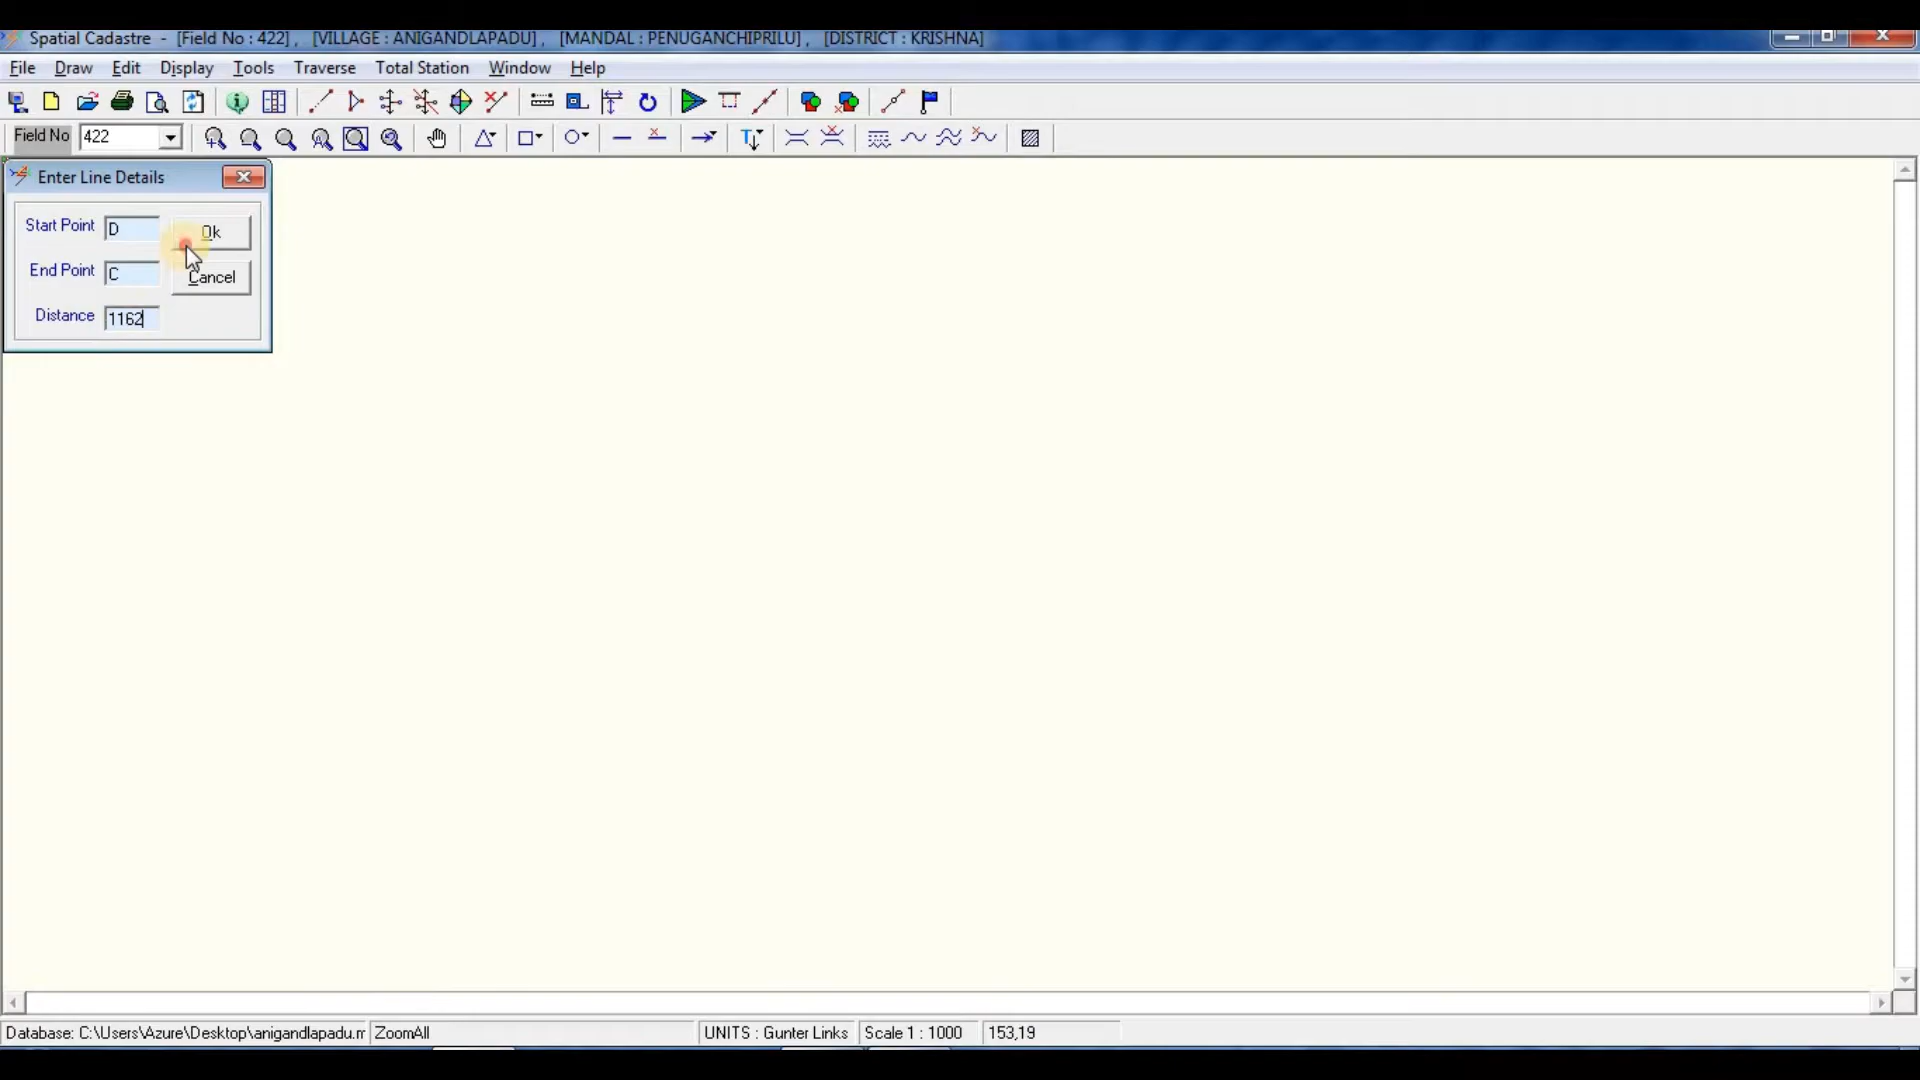 Spatial Cadastre - [Field No : 422] , [VILLAGE : ANIGANDLAPADU] , [MANDAL : PENUGANCHIPRILU] , [DISTRICT : KRISHNA]
File Draw Edit Display Tools Traverse Total Station Window Help
Field No 422
Enter Line Details
Start Point D Ok
End Point C Cancel
Distance 1162
Database: C:\Users\Azure\Desktop\anigandlapadu.m ZoomAll UNITS : Gunter Links Scale 1 : 1000 153,19